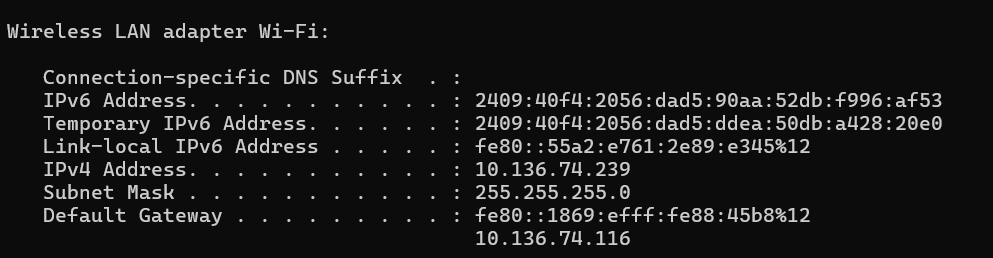 Wireless LAN adapter Wi-Fi:
Connection-specific DNS Suffix  . :
IPv6 Address. . . . . . . . . . . : 2409:40f4:2056:dad5:90aa:52db:f996:af53
Temporary IPv6 Address. . . . . . : 2409:40f4:2056:dad5:ddea:50db:a428:20e0
Link-local IPv6 Address . . . . . : fe80::55a2:e761:2e89:e345%12
IPv4 Address. . . . . . . . . . . : 10.136.74.239
Subnet Mask . . . . . . . . . . . : 255.255.255.0
Default Gateway . . . . . . . . . : fe80::1869:efff:fe88:45b8%12
10.136.74.116